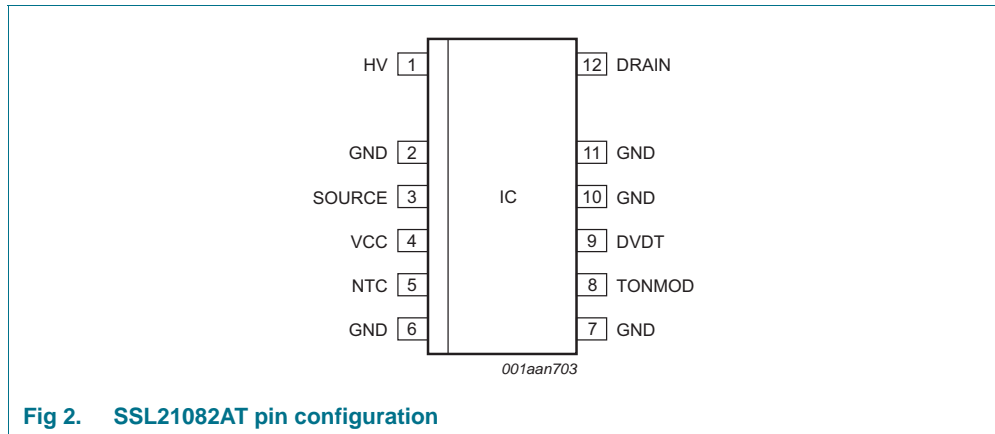 HV 1 12 DRAIN
GND 2 11 GND
SOURCE 3 IC 10 GND
VCC 4 9 DVDT
NTC 5 8 TONMOD
GND 6 7 GND
001aan703
Fig 2. SSL21082AT pin configuration